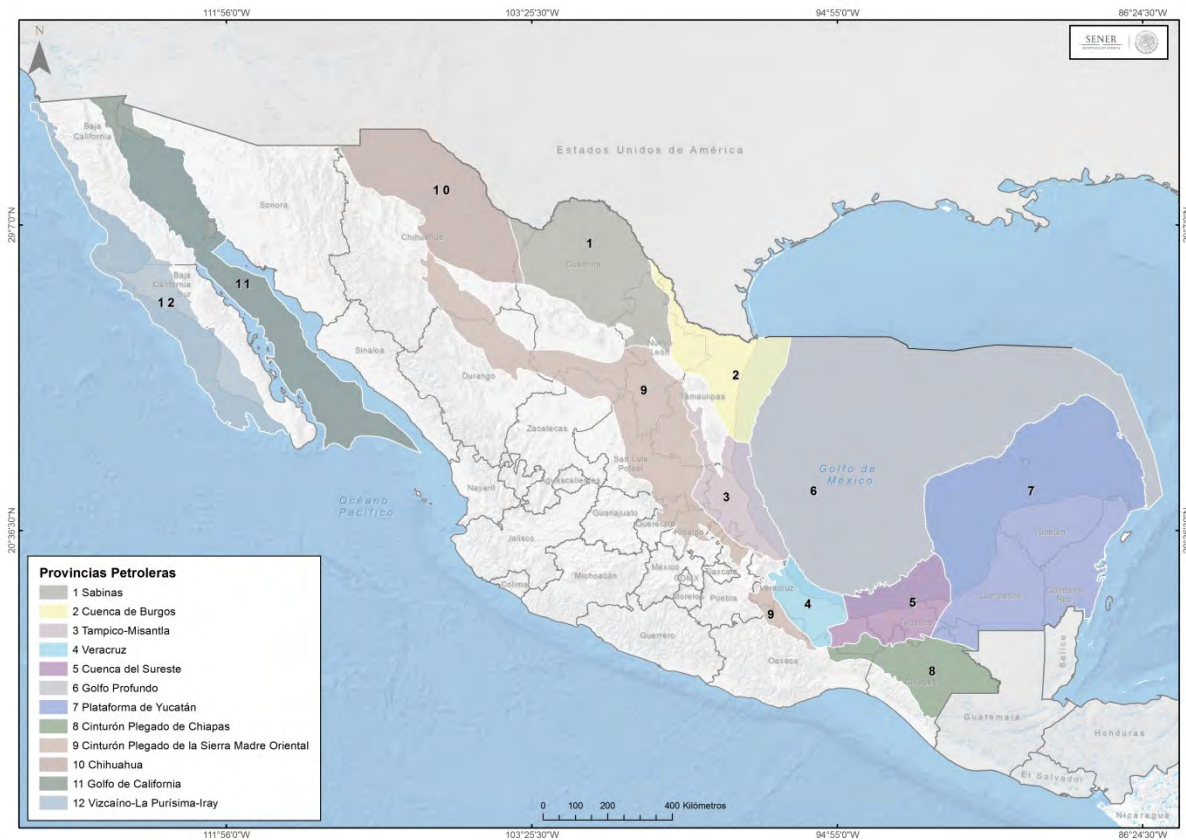 111°56'0"W
103°25'30"W
94°55'0"W
86°24'30"W
N
SENER
Estados Unidos de América
Baja
California
Sonora
10
1
Chihuahua
Coahuila
29°7'0"N
Baja
California
Sur
11
12
Sinaloa
Nuevo
León
2
Durango
9
Tamaulipas
Zacatecas
San Luis
Potosí
Golfo de
México
6
7
3
Océano
Pacífico
Nayarit
Aguascalientes
Guanajuato
Querétaro
Hidalgo
Yucatán
20°36'30"N
Jalisco
México
Tlaxcala
Colima
Michoacán
CDMX
Morelos
Puebla
Veracruz
4
5
Campeche
Quintana
Roo
Tabasco
9
Guerrero
Oaxaca
8
Chiapas
Belice
Guatemala
Honduras
El Salvador
Nicaragua
Provincias Petroleras
1 Sabinas
2 Cuenca de Burgos
3 Tampico-Misantla
4 Veracruz
5 Cuenca del Sureste
6 Golfo Profundo
7 Plataforma de Yucatán
8 Cinturón Plegado de Chiapas
9 Cinturón Plegado de la Sierra Madre Oriental
10 Chihuahua
11 Golfo de California
12 Vizcaíno-La Purísima-Iray
0 100 200 400 Kilómetros
111°56'0"W
103°25'30"W
94°55'0"W
86°24'30"W